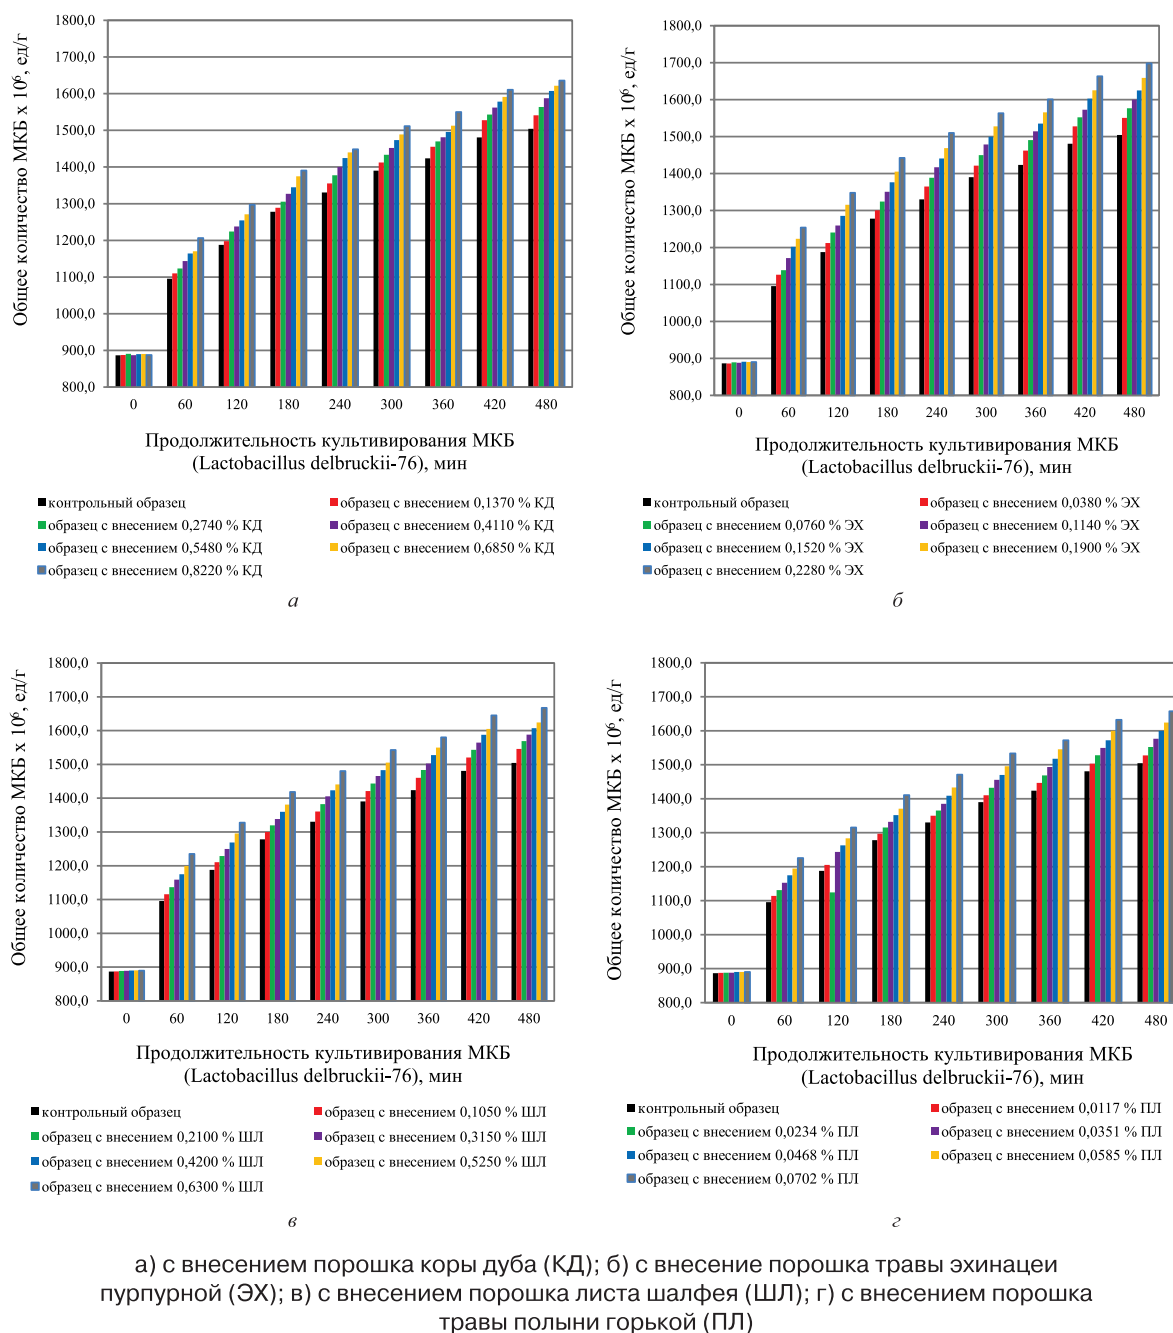 Общее количество МКБ х 10⁶, ед/г
1800,0
1700,0
1600,0
1500,0
1400,0
1300,0
1200,0
1100,0
1000,0
900,0
800,0
0 60 120 180 240 300 360 420 480
Продолжительность культивирования МКБ
(Lactobacillus delbruckii-76), мин
контрольный образец
образец с внесением 0,1370 % КД
образец с внесением 0,2740 % КД
образец с внесением 0,4110 % КД
образец с внесением 0,5480 % КД
образец с внесением 0,6850 % КД
образец с внесением 0,8220 % КД
а
Общее количество МКБ х 10⁶, ед/г
1800,0
1700,0
1600,0
1500,0
1400,0
1300,0
1200,0
1100,0
1000,0
900,0
800,0
0 60 120 180 240 300 360 420 480
Продолжительность культивирования МКБ
(Lactobacillus delbruckii-76), мин
контрольный образец
образец с внесением 0,0380 % ЭХ
образец с внесением 0,0760 % ЭХ
образец с внесением 0,1140 % ЭХ
образец с внесением 0,1520 % ЭХ
образец с внесением 0,1900 % ЭХ
образец с внесением 0,2280 % ЭХ
б
Общее количество МКБ х 10⁶, ед/г
1800,0
1700,0
1600,0
1500,0
1400,0
1300,0
1200,0
1100,0
1000,0
900,0
800,0
0 60 120 180 240 300 360 420 480
Продолжительность культивирования МКБ
(Lactobacillus delbruckii-76), мин
контрольный образец
образец с внесением 0,1050 % ШЛ
образец с внесением 0,2100 % ШЛ
образец с внесением 0,3150 % ШЛ
образец с внесением 0,4200 % ШЛ
образец с внесением 0,5250 % ШЛ
образец с внесением 0,6300 % ШЛ
в
Общее количество МКБ х 10⁶, ед/г
1800,0
1700,0
1600,0
1500,0
1400,0
1300,0
1200,0
1100,0
1000,0
900,0
800,0
0 60 120 180 240 300 360 420 480
Продолжительность культивирования МКБ
(Lactobacillus delbruckii-76), мин
контрольный образец
образец с внесением 0,0117 % ПЛ
образец с внесением 0,0234 % ПЛ
образец с внесением 0,0351 % ПЛ
образец с внесением 0,0468 % ПЛ
образец с внесением 0,0585 % ПЛ
образец с внесением 0,0702 % ПЛ
г
а) с внесением порошка коры дуба (КД); б) с внесение порошка травы эхинацеи
пурпурной (ЭХ); в) с внесением порошка листа шалфея (ШЛ); г) с внесением порошка
травы полыни горькой (ПЛ)